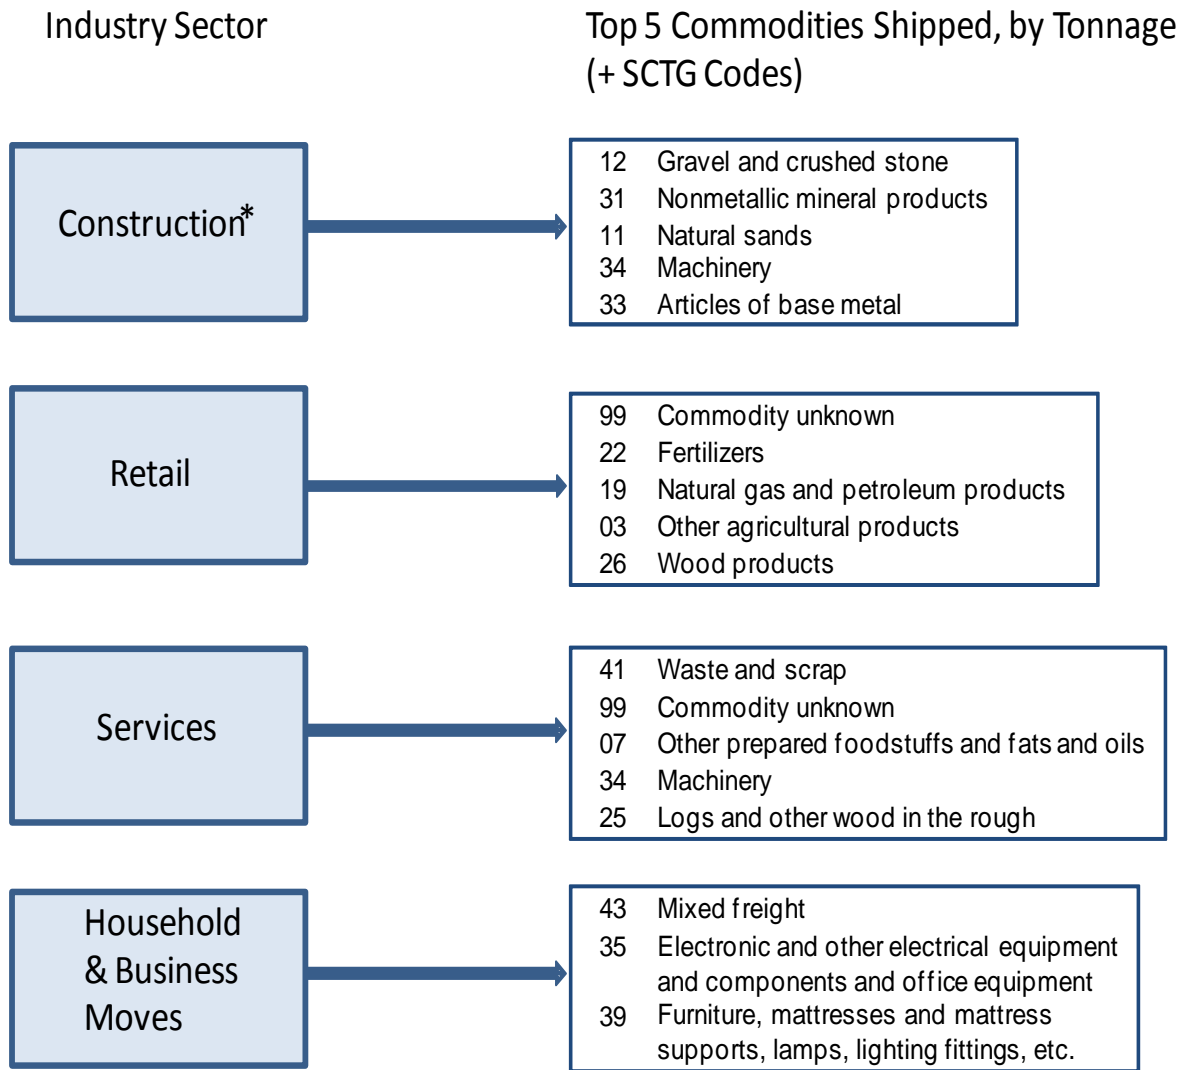 Industry Sector
Top 5 Commodities Shipped, by Tonnage
(+ SCTG Codes)
Construction*
12 Gravel and crushed stone
31 Nonmetallic mineral products
11 Natural sands
34 Machinery
33 Articles of base metal
Retail
99 Commodity unknown
22 Fertilizers
19 Natural gas and petroleum products
03 Other agricultural products
26 Wood products
Services
41 Waste and scrap
99 Commodity unknown
07 Other prepared foodstuffs and fats and oils
34 Machinery
25 Logs and other wood in the rough
Household
& Business
Moves
43 Mixed freight
35 Electronic and other electrical equipment
and components and office equipment
39 Furniture, mattresses and mattress
supports, lamps, lighting fittings, etc.